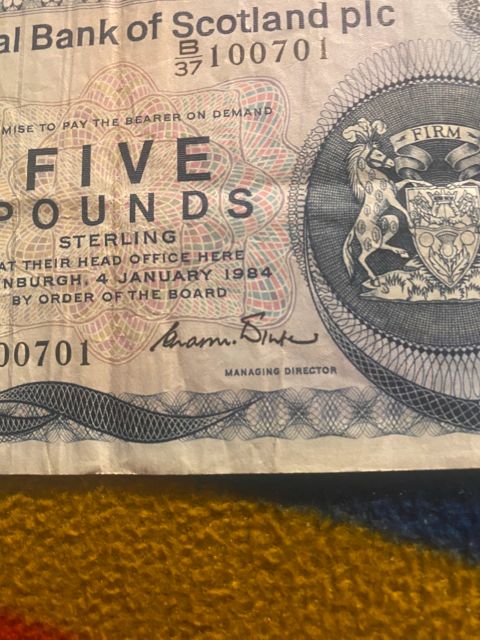 al Bank of Scotland plc
B/37 100701
MISE TO PAY THE BEARER ON DEMAND
FIVE
POUNDS
STERLING
AT THEIR HEAD OFFICE HERE
NBURGH, 4 JANUARY 1984
BY ORDER OF THE BOARD
00701
MANAGING DIRECTOR
FIRM